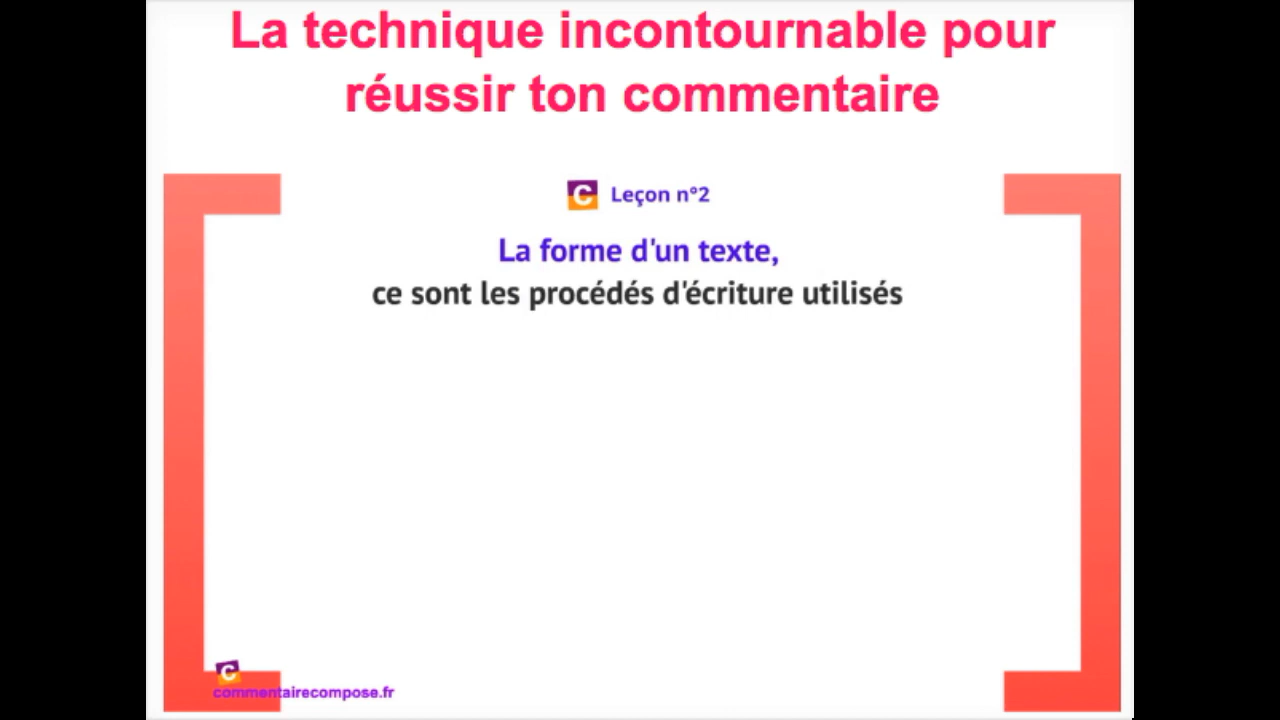 La technique incontournable pour
réussir ton commentaire
C Leçon n°2
La forme d'un texte,
ce sont les procédés d'écriture utilisés
C
commentairecompose.fr